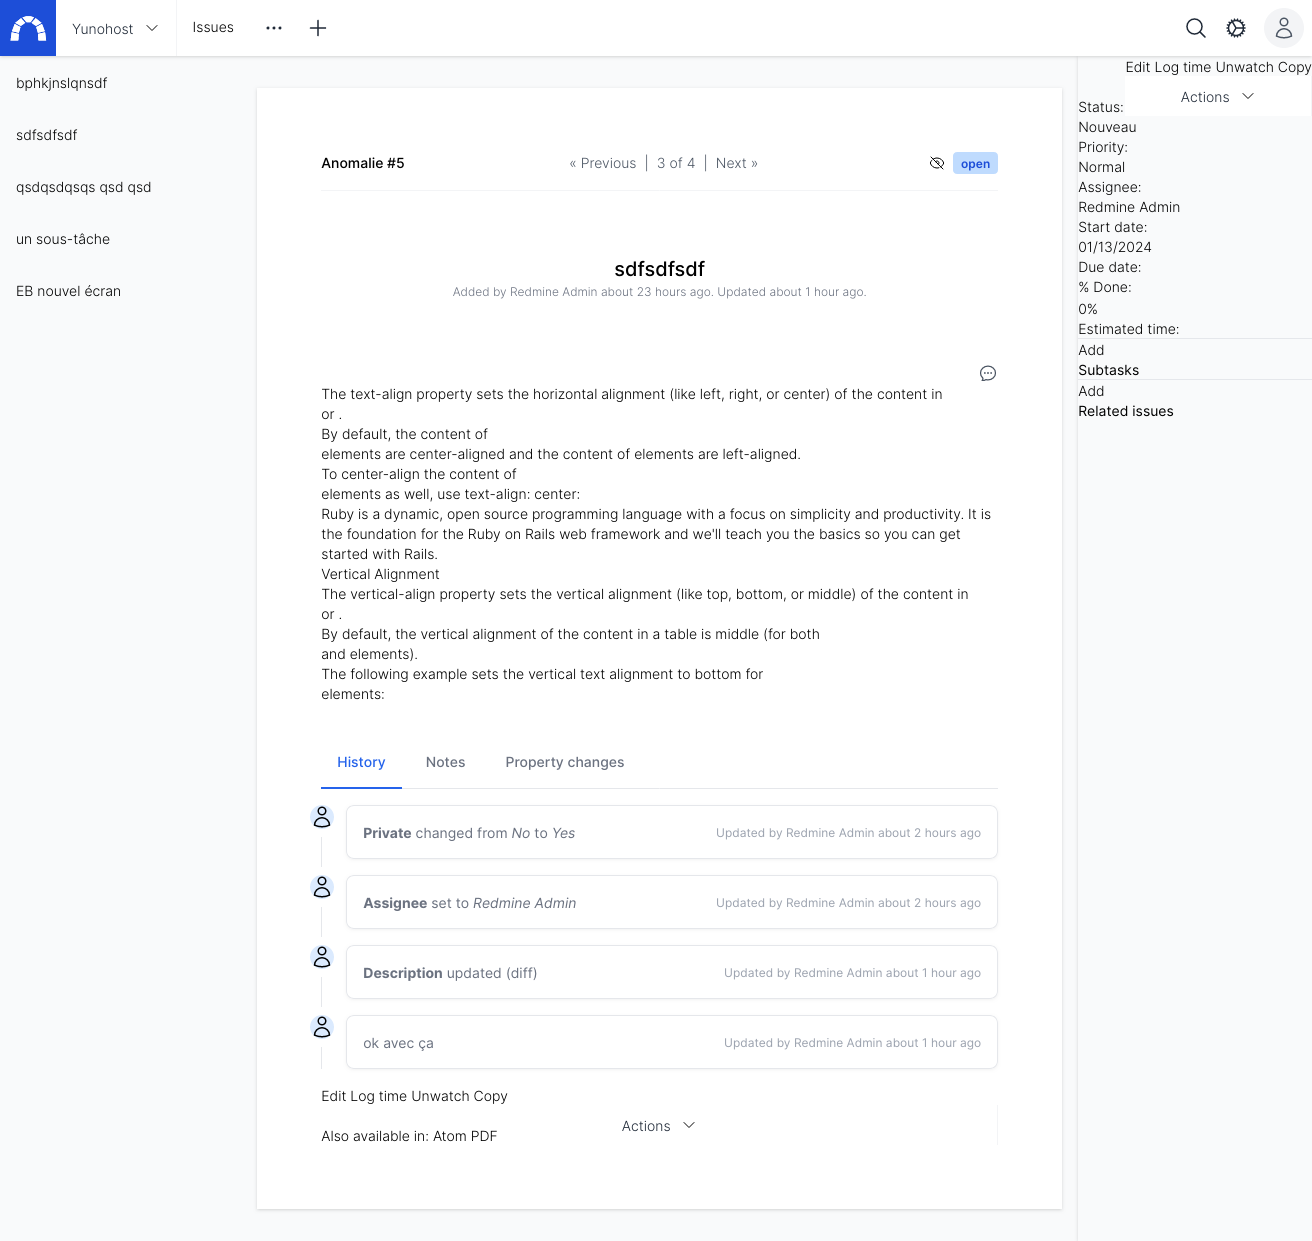 Yunohost
Issues
bphkjnslqnsdf
sdfsdfsdf
qsdqsdqsqs qsd qsd
un sous-tâche
EB nouvel écran
Anomalie #5
« Previous | 3 of 4 | Next »
open
sdfsdfsdf
Added by Redmine Admin about 23 hours ago. Updated about 1 hour ago.
The text-align property sets the horizontal alignment (like left, right, or center) of the content in
or .
By default, the content of
elements are center-aligned and the content of elements are left-aligned.
To center-align the content of
elements as well, use text-align: center:
Ruby is a dynamic, open source programming language with a focus on simplicity and productivity. It is
the foundation for the Ruby on Rails web framework and we'll teach you the basics so you can get
started with Rails.
Vertical Alignment
The vertical-align property sets the vertical alignment (like top, bottom, or middle) of the content in
or .
By default, the vertical alignment of the content in a table is middle (for both
and elements).
The following example sets the vertical text alignment to bottom for
elements:
History
Notes
Property changes
Private changed from No to Yes
Updated by Redmine Admin about 2 hours ago
Assignee set to Redmine Admin
Updated by Redmine Admin about 2 hours ago
Description updated (diff)
Updated by Redmine Admin about 1 hour ago
ok avec ça
Updated by Redmine Admin about 1 hour ago
Edit Log time Unwatch Copy
Actions
Also available in: Atom PDF
Edit Log time Unwatch Copy
Actions
Status:
Nouveau
Priority:
Normal
Assignee:
Redmine Admin
Start date:
01/13/2024
Due date:
% Done:
0%
Estimated time:
Add
Subtasks
Add
Related issues